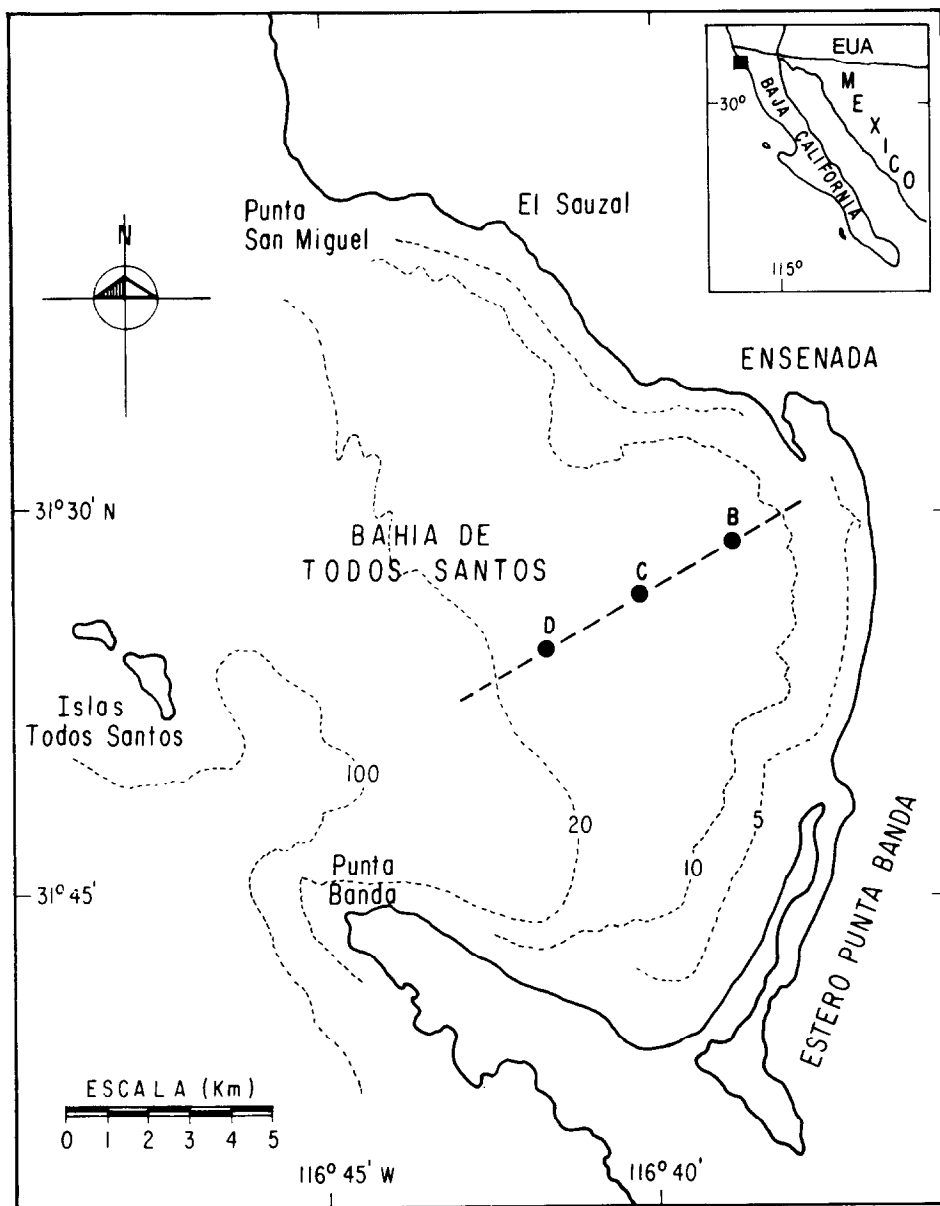 EUA
MEXICO
30°
BAJA CALIFORNIA
115°
N
Punta
San Miguel
El Sauzal
ENSENADA
31° 30' N
BAHIA DE
TODOS SANTOS
B
C
D
Islas
Todos Santos
100
20
10
5
Punta
Banda
31° 45'
ESTERO PUNTA BANDA
ESCALA (Km)
0 1 2 3 4 5
116° 45' W
116° 40'